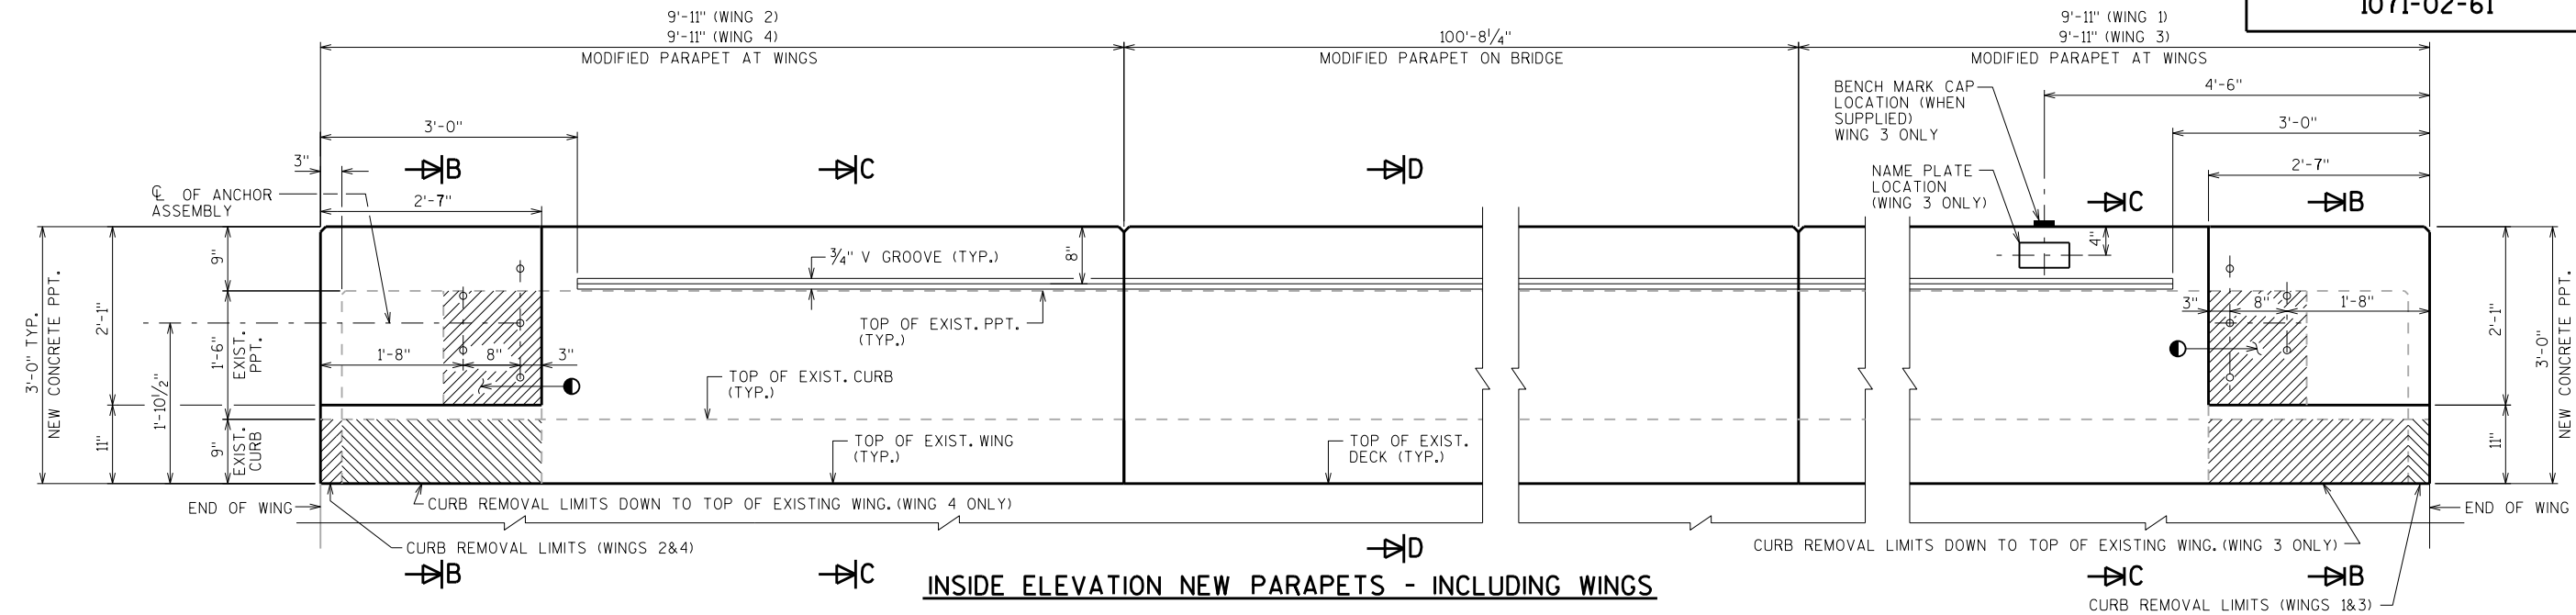 1071-02-61
9'-11" (WING 2)
9'-11" (WING 4)
MODIFIED PARAPET AT WINGS
100'-8 1/4"
MODIFIED PARAPET ON BRIDGE
9'-11" (WING 1)
9'-11" (WING 3)
MODIFIED PARAPET AT WINGS
3'-0"
3"
B
C
D
℄ OF ANCHOR
ASSEMBLY
2'-7"
BENCH MARK CAP
LOCATION (WHEN
SUPPLIED)
WING 3 ONLY
4'-6"
3'-0"
2'-7"
NAME PLATE
LOCATION
(WING 3 ONLY)
C
B
3'-0" TYP.
NEW CONCRETE PPT.
2'-1"
11"
1'-10 1/2"
9"
1'-6"
EXIST.
PPT.
9"
EXIST.
CURB
1'-8"
8"
3"
3/4" V GROOVE (TYP.)
8"
TOP OF EXIST. PPT.
(TYP.)
TOP OF EXIST. CURB
(TYP.)
TOP OF EXIST. WING
(TYP.)
TOP OF EXIST.
DECK (TYP.)
4"
3"
8"
1'-8"
2'-1"
11"
3'-0"
NEW CONCRETE PPT.
END OF WING
CURB REMOVAL LIMITS DOWN TO TOP OF EXISTING WING. (WING 4 ONLY)
END OF WING
CURB REMOVAL LIMITS (WINGS 2&4)
D
CURB REMOVAL LIMITS DOWN TO TOP OF EXISTING WING. (WING 3 ONLY)
B
C
INSIDE ELEVATION NEW PARAPETS - INCLUDING WINGS
C
B
CURB REMOVAL LIMITS (WINGS 1&3)